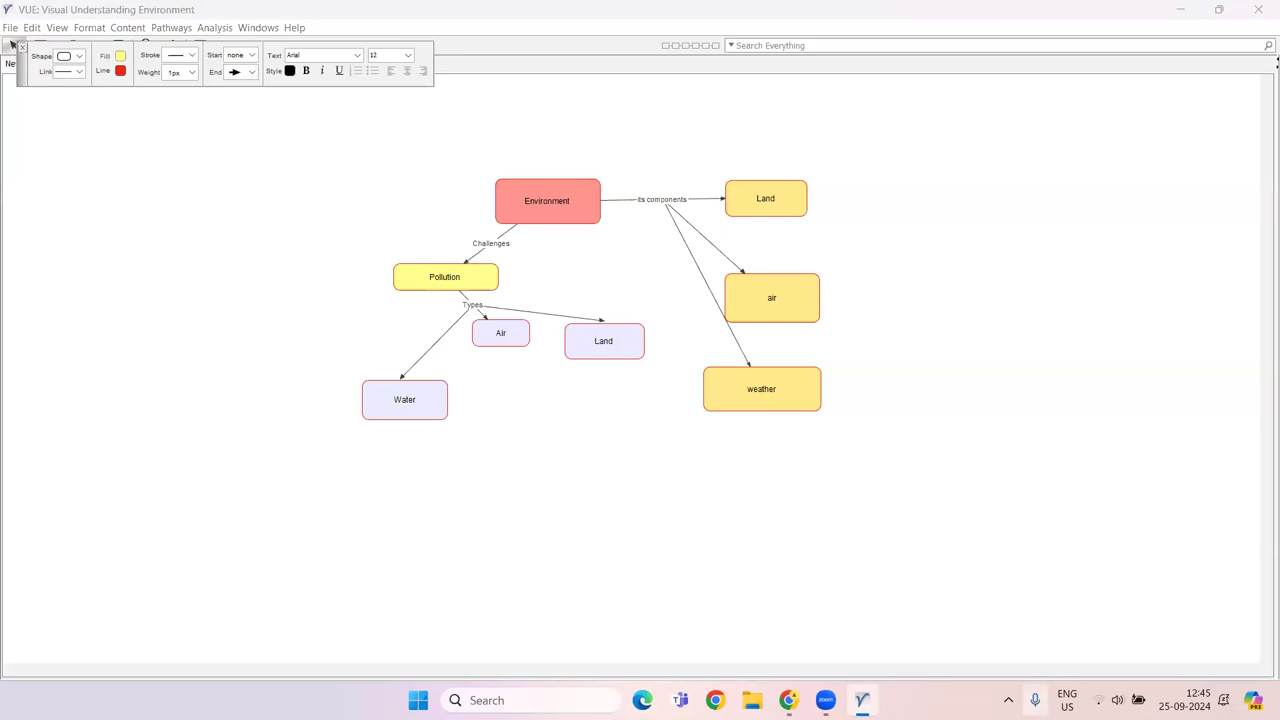 VUE: Visual Understanding Environment
File Edit View Format Content Pathways Analysis Windows Help
Shape Fill Stroke Start none Text Arial 12
Link Line Weight 1px End Style B i U
Search Everything
Ne
Environment
its components
Land
Challenges
Pollution
air
Types
Air
Land
weather
Water
Search
ENG
US
12:45
25-09-2024
PRE